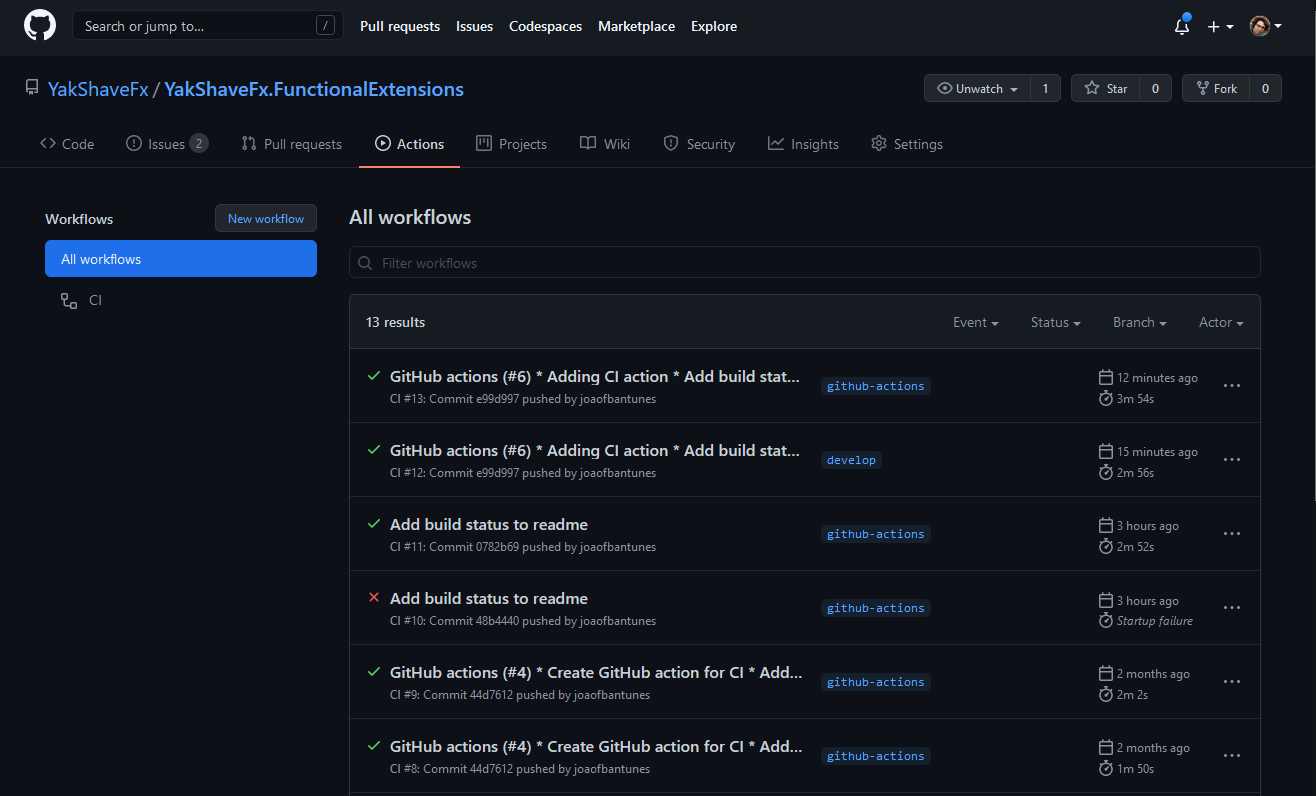 Search or jump to... /
Pull requests Issues Codespaces Marketplace Explore
YakShaveFx / YakShaveFx.FunctionalExtensions
Unwatch 1 Star 0 Fork 0
Code Issues 2 Pull requests Actions Projects Wiki Security Insights Settings
Workflows New workflow
All workflows
CI
All workflows
Filter workflows
13 results Event Status Branch Actor
GitHub actions (#6) * Adding CI action * Add build stat...
CI #13: Commit e99d997 pushed by joaofbantunes
github-actions
12 minutes ago
3m 54s
GitHub actions (#6) * Adding CI action * Add build stat...
CI #12: Commit e99d997 pushed by joaofbantunes
develop
15 minutes ago
2m 56s
Add build status to readme
CI #11: Commit 0782b69 pushed by joaofbantunes
github-actions
3 hours ago
2m 52s
Add build status to readme
CI #10: Commit 48b4440 pushed by joaofbantunes
github-actions
3 hours ago
Startup failure
GitHub actions (#4) * Create GitHub action for CI * Add...
CI #9: Commit 44d7612 pushed by joaofbantunes
github-actions
2 months ago
2m 2s
GitHub actions (#4) * Create GitHub action for CI * Add...
CI #8: Commit 44d7612 pushed by joaofbantunes
github-actions
2 months ago
1m 50s